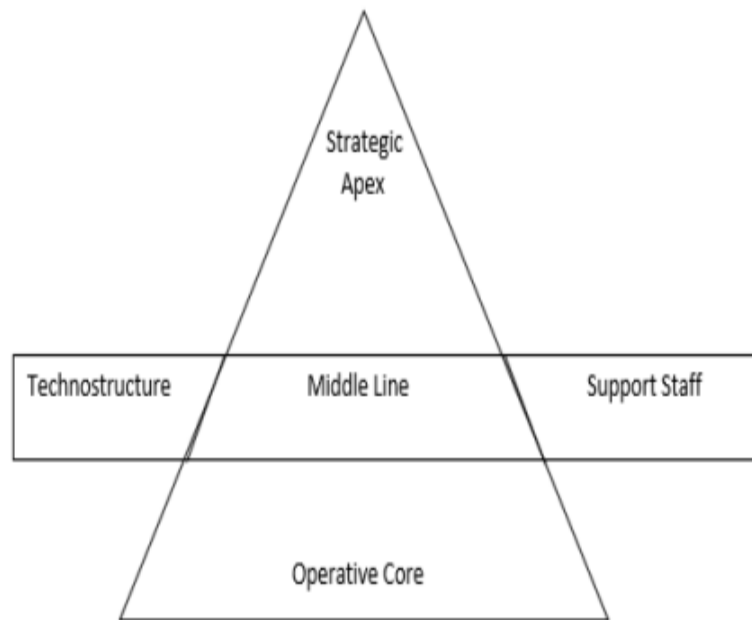 Strategic
Apex
Technostructure
Middle Line
Support Staff
Operative Core